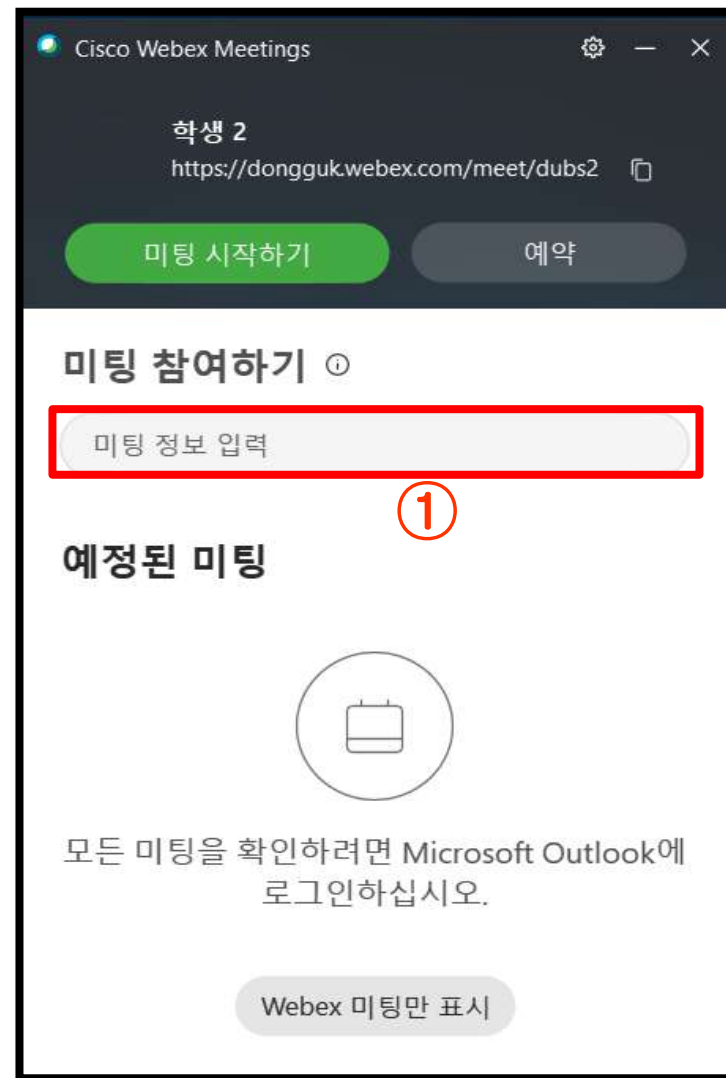 Cisco Webex Meetings
학생 2
https://dongguk.webex.com/meet/dubs2
미팅 시작하기 예약
미팅 참여하기
미팅 정보 입력
①
예정된 미팅
모든 미팅을 확인하려면 Microsoft Outlook에
로그인하십시오.
Webex 미팅만 표시